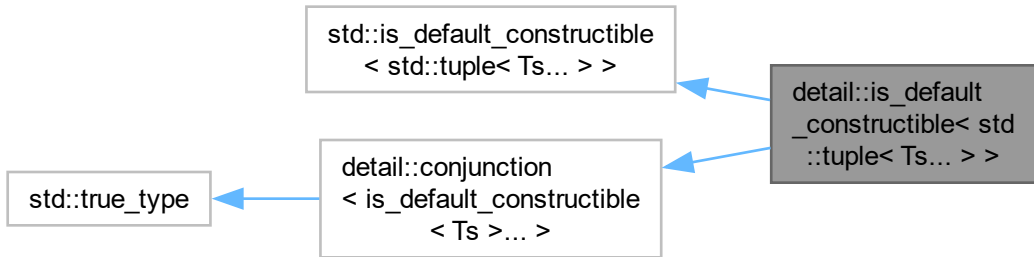 std::is_default_constructible
< std::tuple< Ts... > >
detail::is_default
_constructible< std
::tuple< Ts... > >
detail::conjunction
< is_default_constructible
< Ts >... >
std::true_type